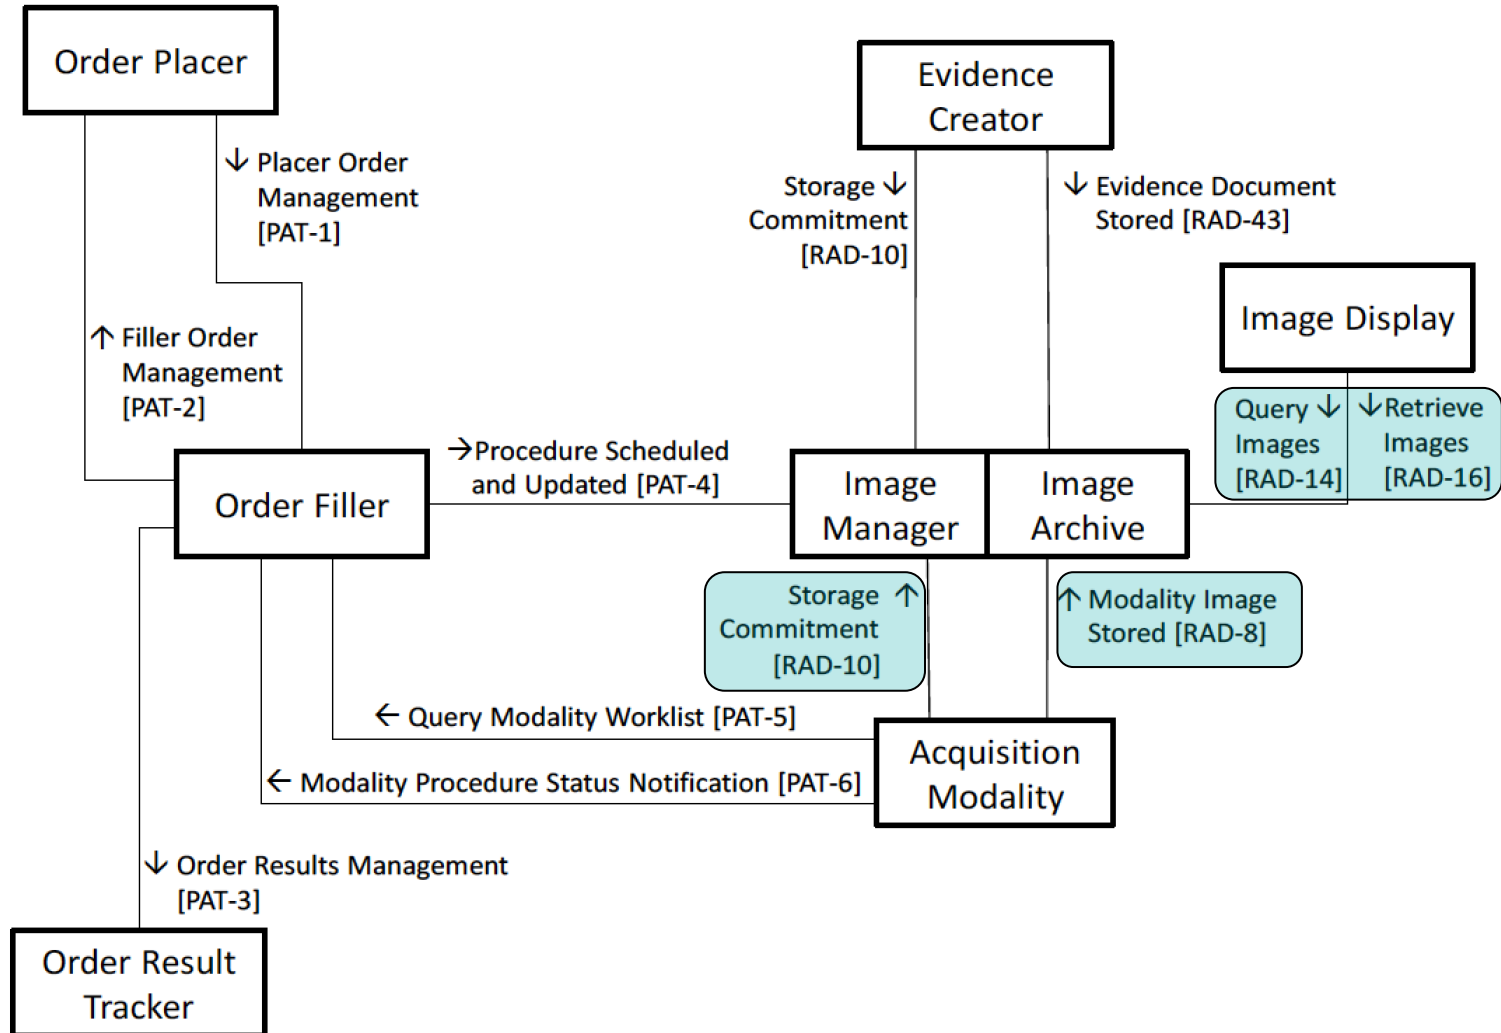 Order Placer
Evidence
Creator
↓ Placer Order
Management
[PAT-1]
Storage ↓
Commitment
[RAD-10]
↓ Evidence Document
Stored [RAD-43]
Image Display
↑ Filler Order
Management
[PAT-2]
Query ↓
Images
[RAD-14]
↓Retrieve
Images
[RAD-16]
→Procedure Scheduled
and Updated [PAT-4]
Order Filler
Image
Manager
Image
Archive
Storage ↑
Commitment
[RAD-10]
↑ Modality Image
Stored [RAD-8]
← Query Modality Worklist [PAT-5]
← Modality Procedure Status Notification [PAT-6]
Acquisition
Modality
↓ Order Results Management
[PAT-3]
Order Result
Tracker